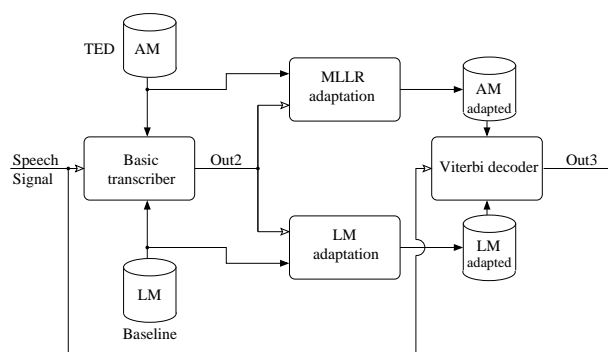 TED
AM
MLLR
adaptation
AM
adapted
Speech
Signal
Basic
transcriber
Out2
Viterbi decoder
Out3
LM
adaptation
LM
adapted
LM
Baseline